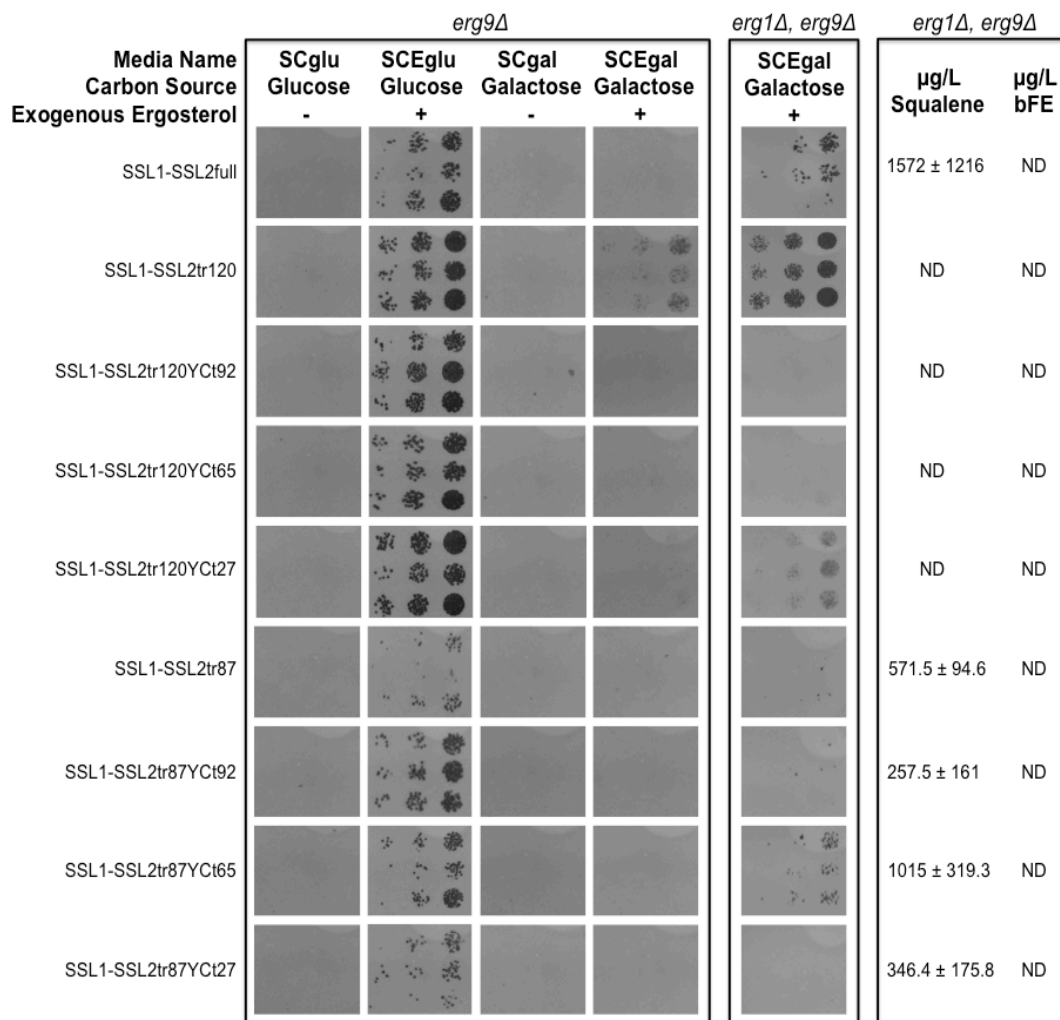 erg9Δ erg1Δ, erg9Δ erg1Δ, erg9Δ
Media Name SCglu SCEglu SCgal SCEgal SCEgal
Carbon Source Glucose Glucose Galactose Galactose Galactose µg/L µg/L
Exogenous Ergosterol - + - + + Squalene bFE
SSL1-SSL2full 1572 ± 1216 ND
SSL1-SSL2tr120 ND ND
SSL1-SSL2tr120YCt92 ND ND
SSL1-SSL2tr120YCt65 ND ND
SSL1-SSL2tr120YCt27 ND ND
SSL1-SSL2tr87 571.5 ± 94.6 ND
SSL1-SSL2tr87YCt92 257.5 ± 161 ND
SSL1-SSL2tr87YCt65 1015 ± 319.3 ND
SSL1-SSL2tr87YCt27 346.4 ± 175.8 ND